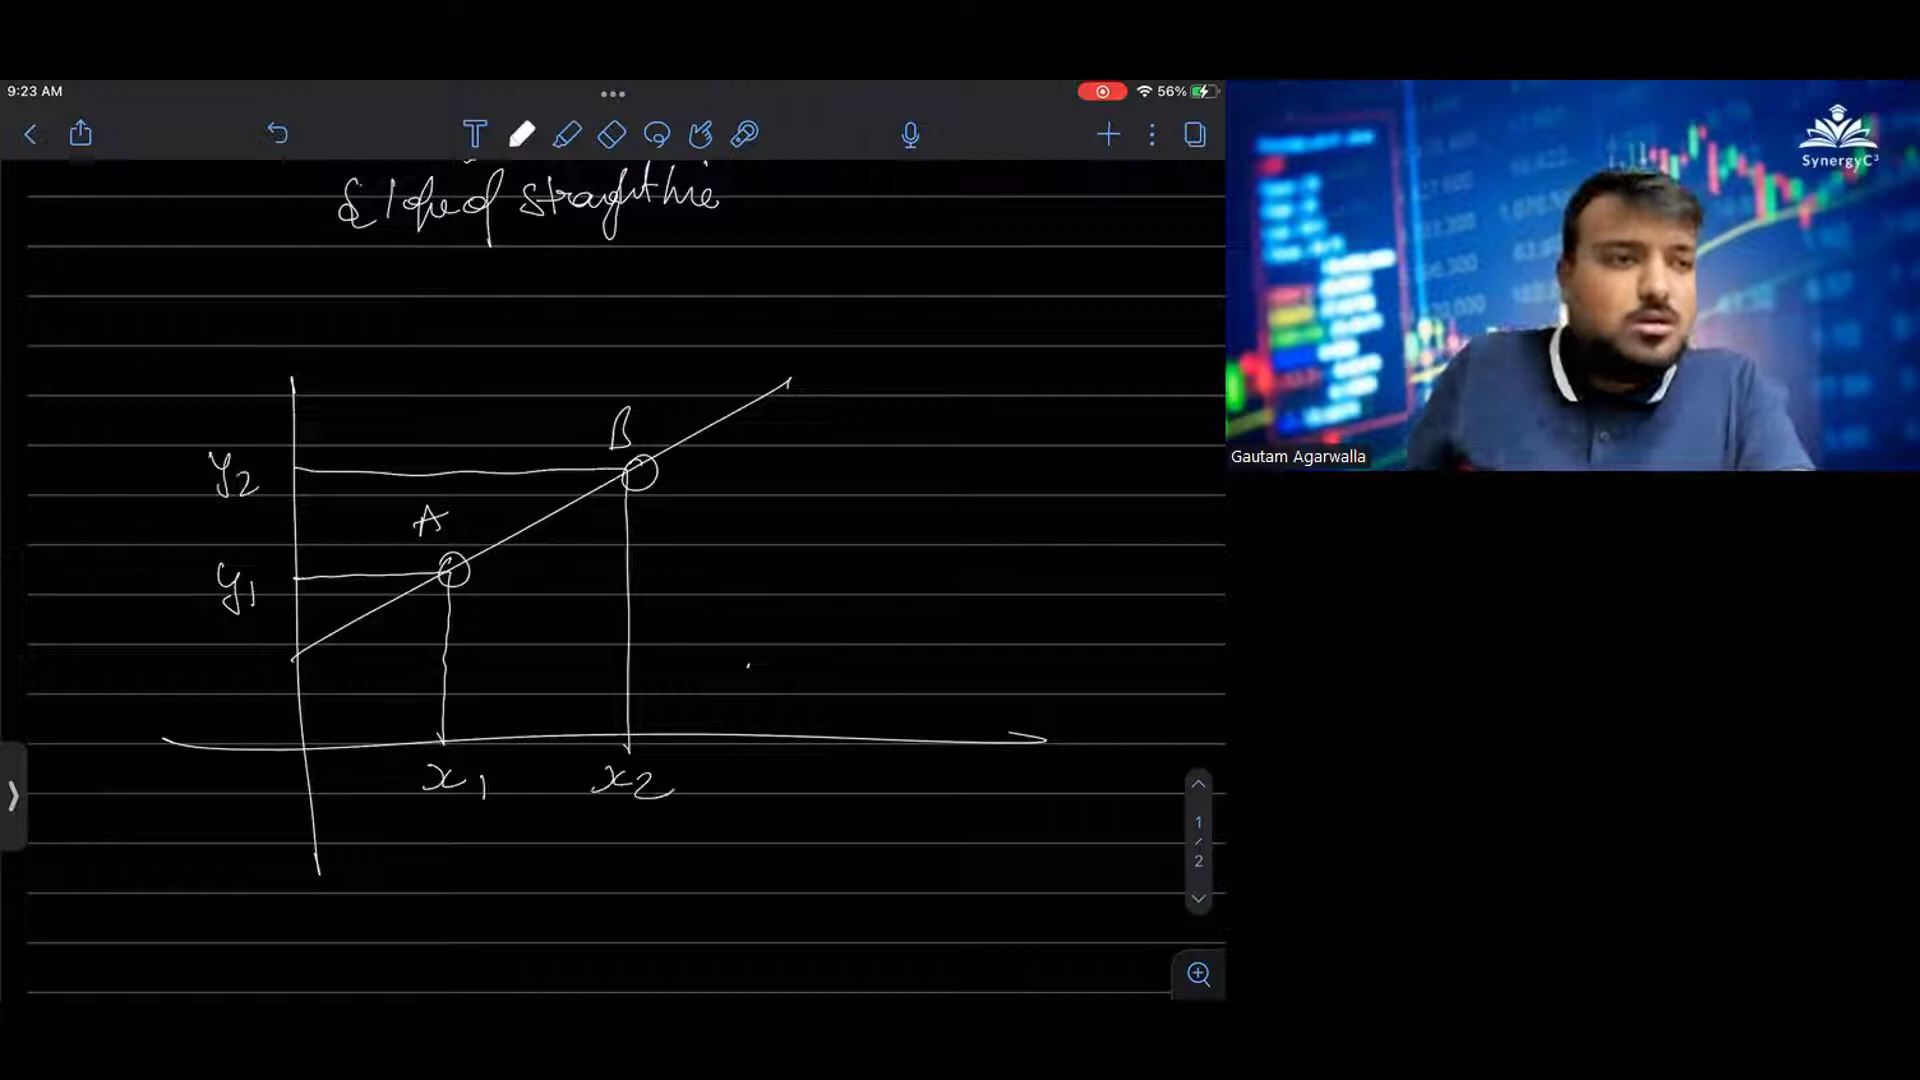 9:23 AM
56%
Slope of straight line
B
y2
A
y1
x1
x2
1
2
SynergyC³
Gautam Agarwalla